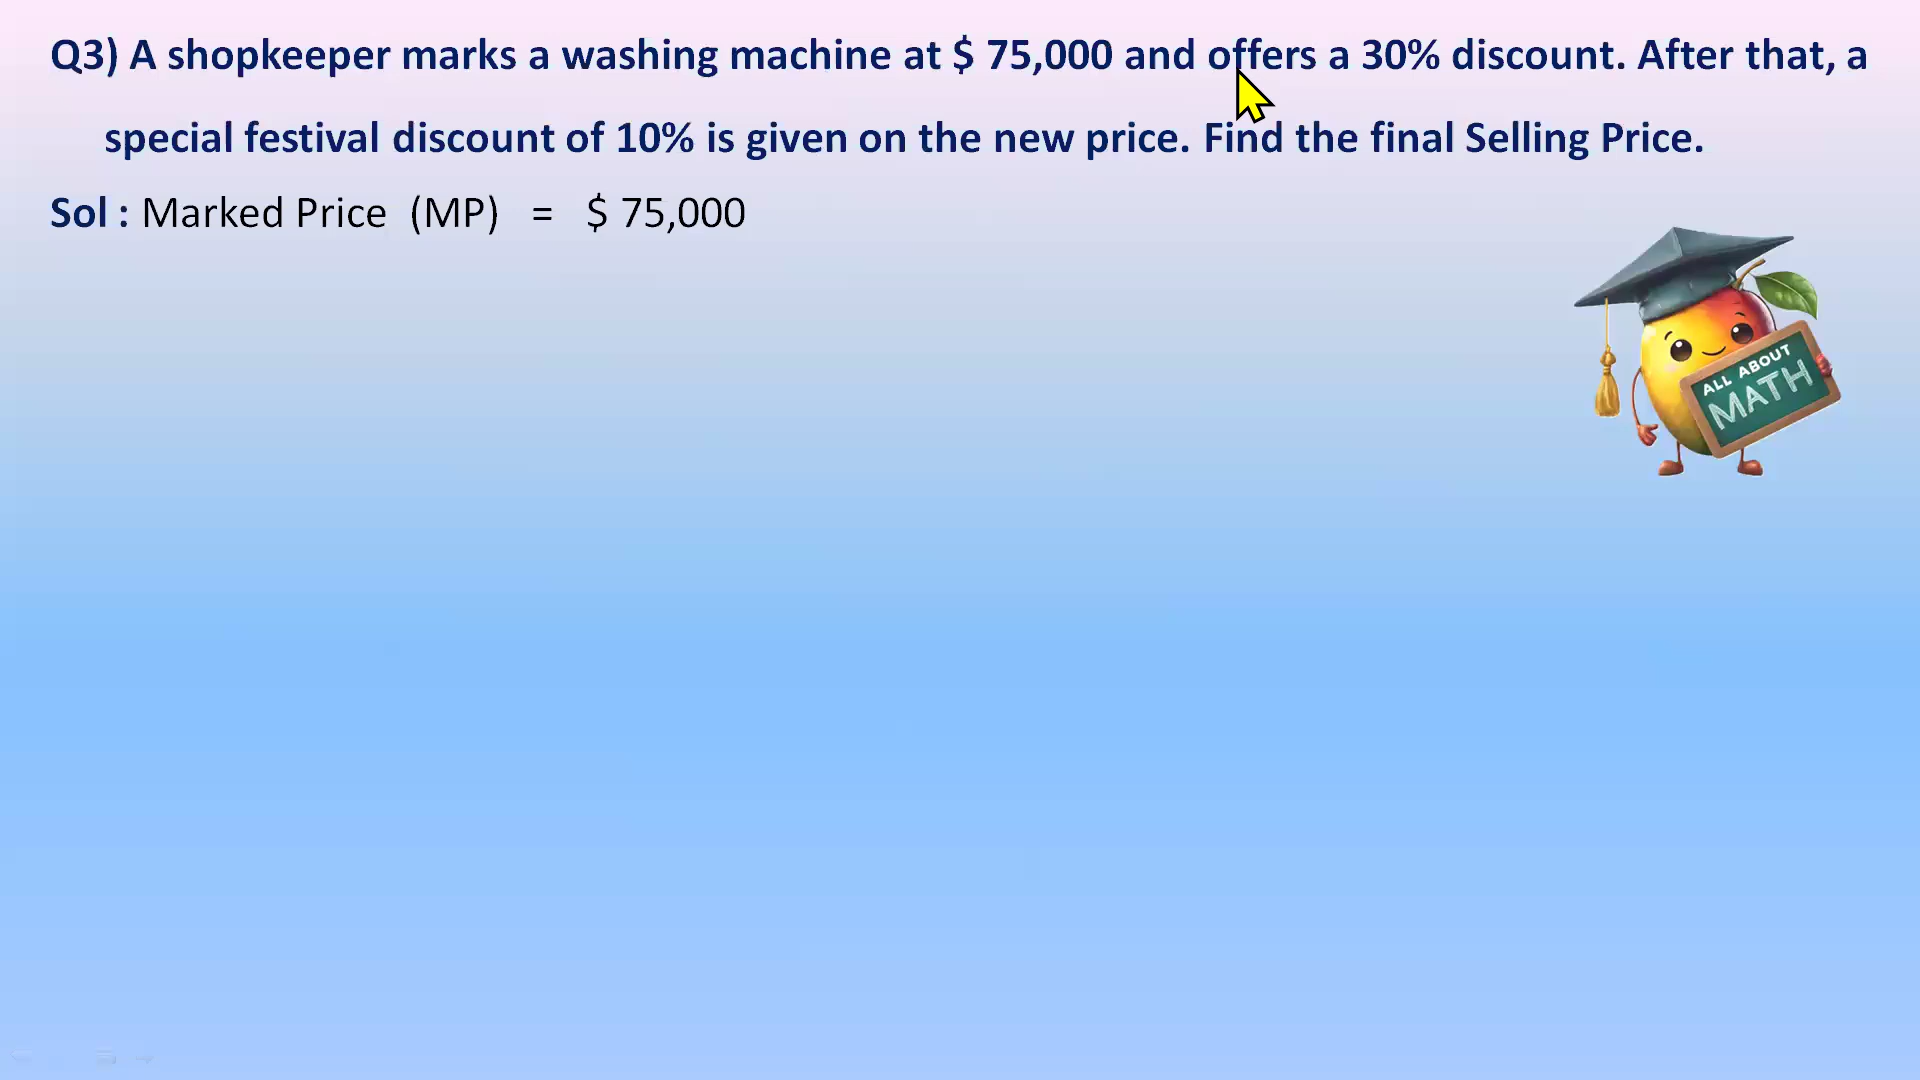 Q3) A shopkeeper marks a washing machine at $ 75,000 and offers a 30% discount. After that, a
special festival discount of 10% is given on the new price. Find the final Selling Price.
Sol : Marked Price (MP) = $ 75,000
ALL ABOUT
MATH